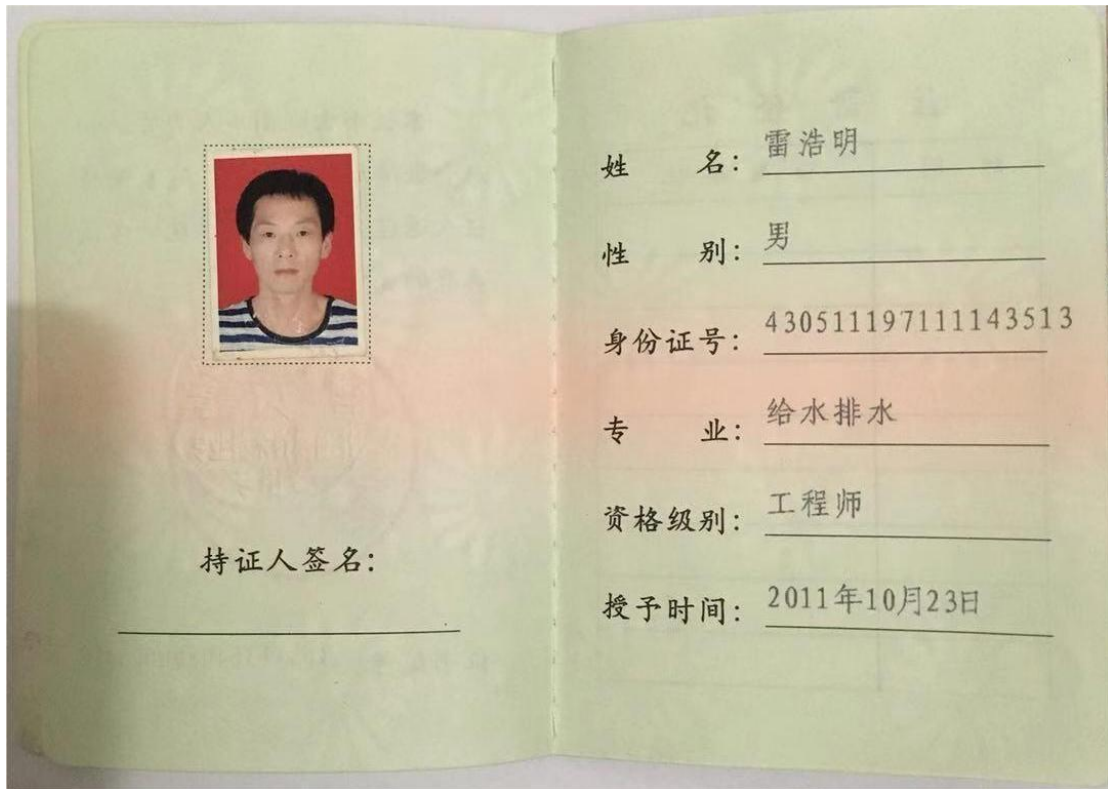 持证人签名：
姓 名： 雷浩明
性 别： 男
身份证号： 430511197111143513
专 业： 给水排水
资格级别： 工程师
授予时间： 2011年10月23日